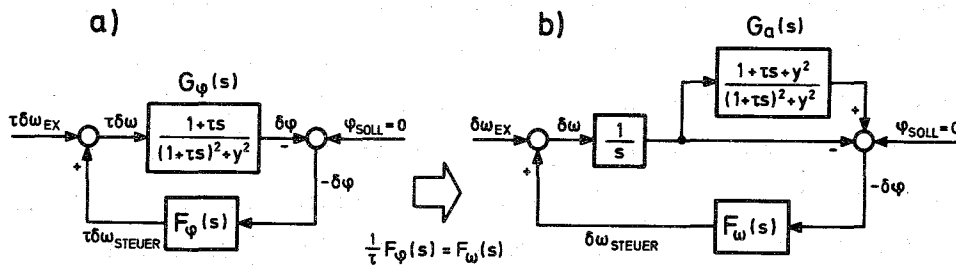 a)
G_φ(s)
τδω_EX
τδω
1+τs
(1+τs)²+y²
δφ
φ_SOLL=0
-
+
-δφ
F_φ(s)
τδω_STEUER
1/τ F_φ(s) = F_ω(s)
b)
G_a(s)
1+τs+y²
(1+τs)²+y²
+
δω_EX
δω
1
s
φ_SOLL=0
-
+
-δφ
F_ω(s)
δω_STEUER